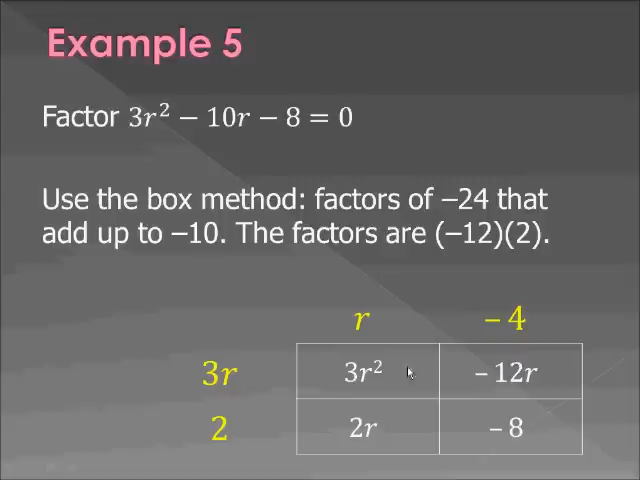 Example 5
Factor 3r² − 10r − 8 = 0
Use the box method: factors of –24 that
add up to –10. The factors are (–12)(2).
r – 4
3r 3r² – 12r
2 2r – 8